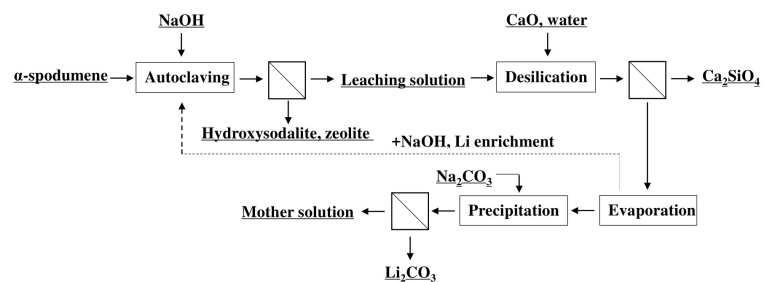 NaOH
CaO, water
α-spodumene
Autoclaving
Leaching solution
Desilication
Ca₂SiO₄
Hydroxysodalite, zeolite
+NaOH, Li enrichment
Na₂CO₃
Mother solution
Precipitation
Evaporation
Li₂CO₃